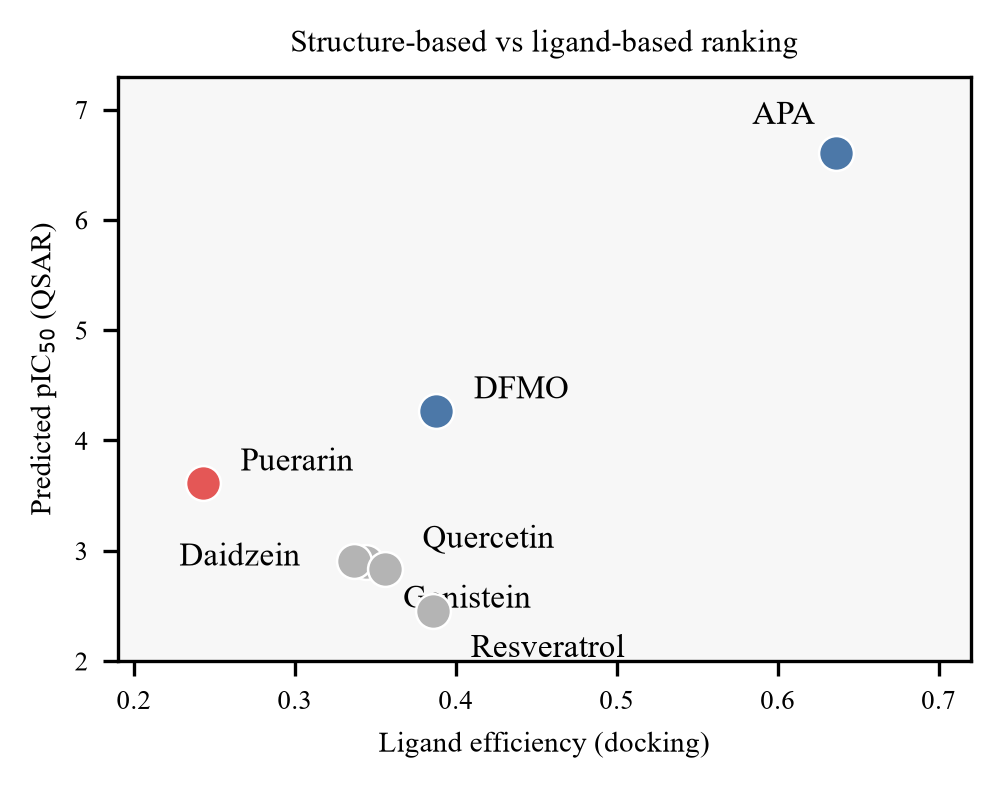 Structure-based vs ligand-based ranking
7
6
5
4
3
2
Predicted pIC₅₀ (QSAR)
APA
DFMO
Puerarin
Quercetin
Daidzein
Genistein
Resveratrol
0.2
0.3
0.4
0.5
0.6
0.7
Ligand efficiency (docking)